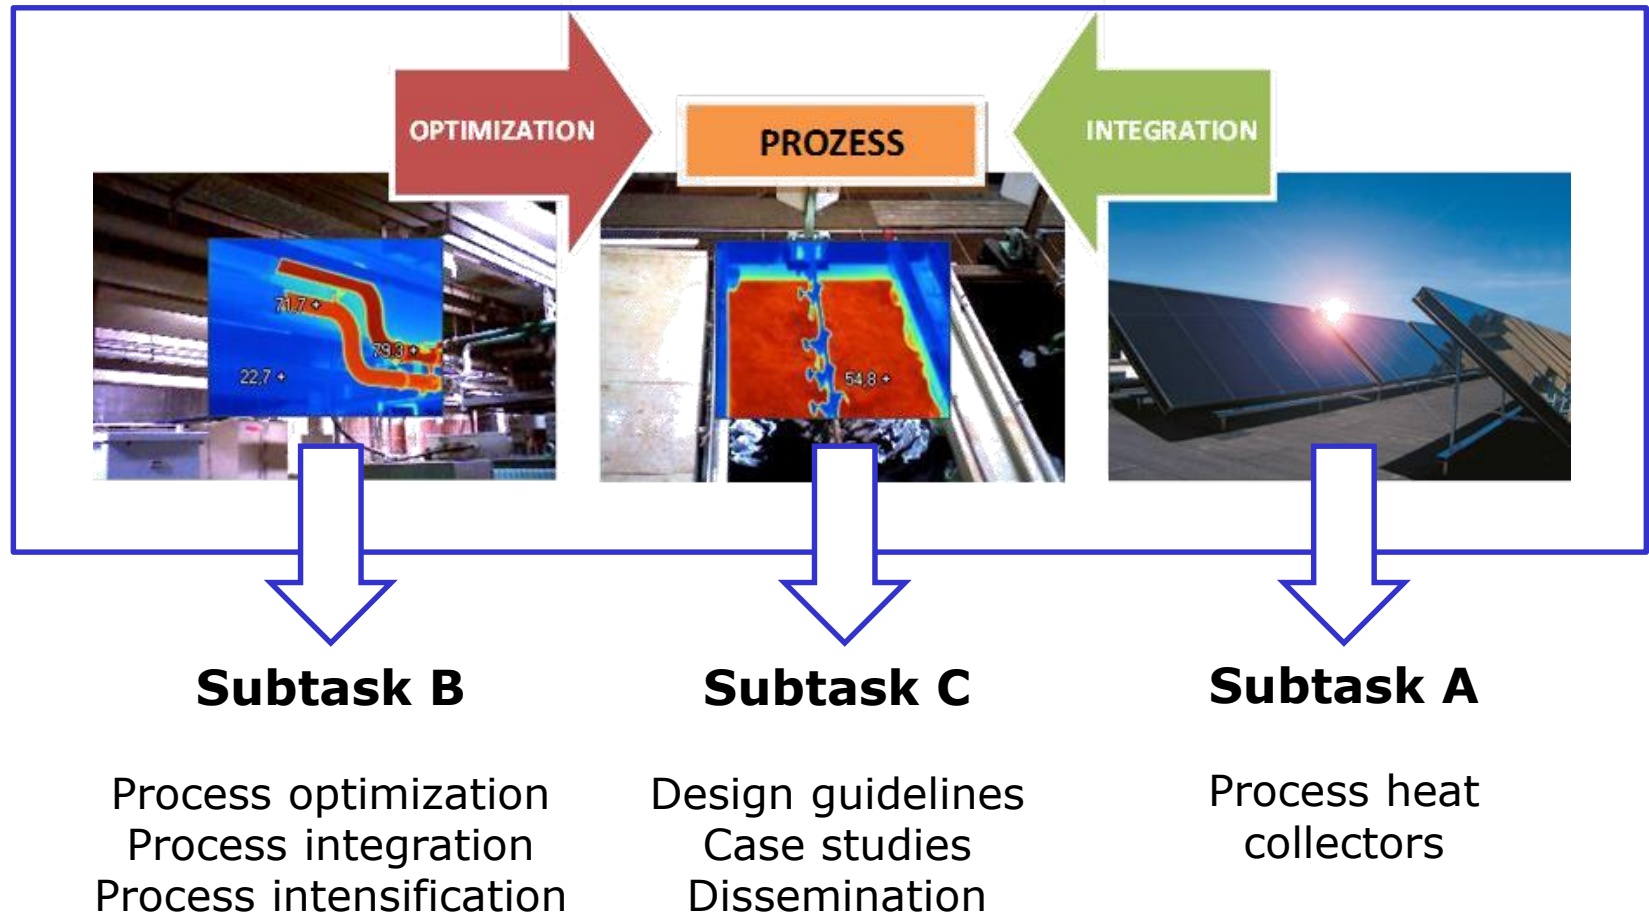 OPTIMIZATION
PROZESS
INTEGRATION
71,7 +
79,3 +
22,7 +
54,8 +
Subtask B
Process optimization
Process integration
Process intensification
Subtask C
Design guidelines
Case studies
Dissemination
Subtask A
Process heat
collectors